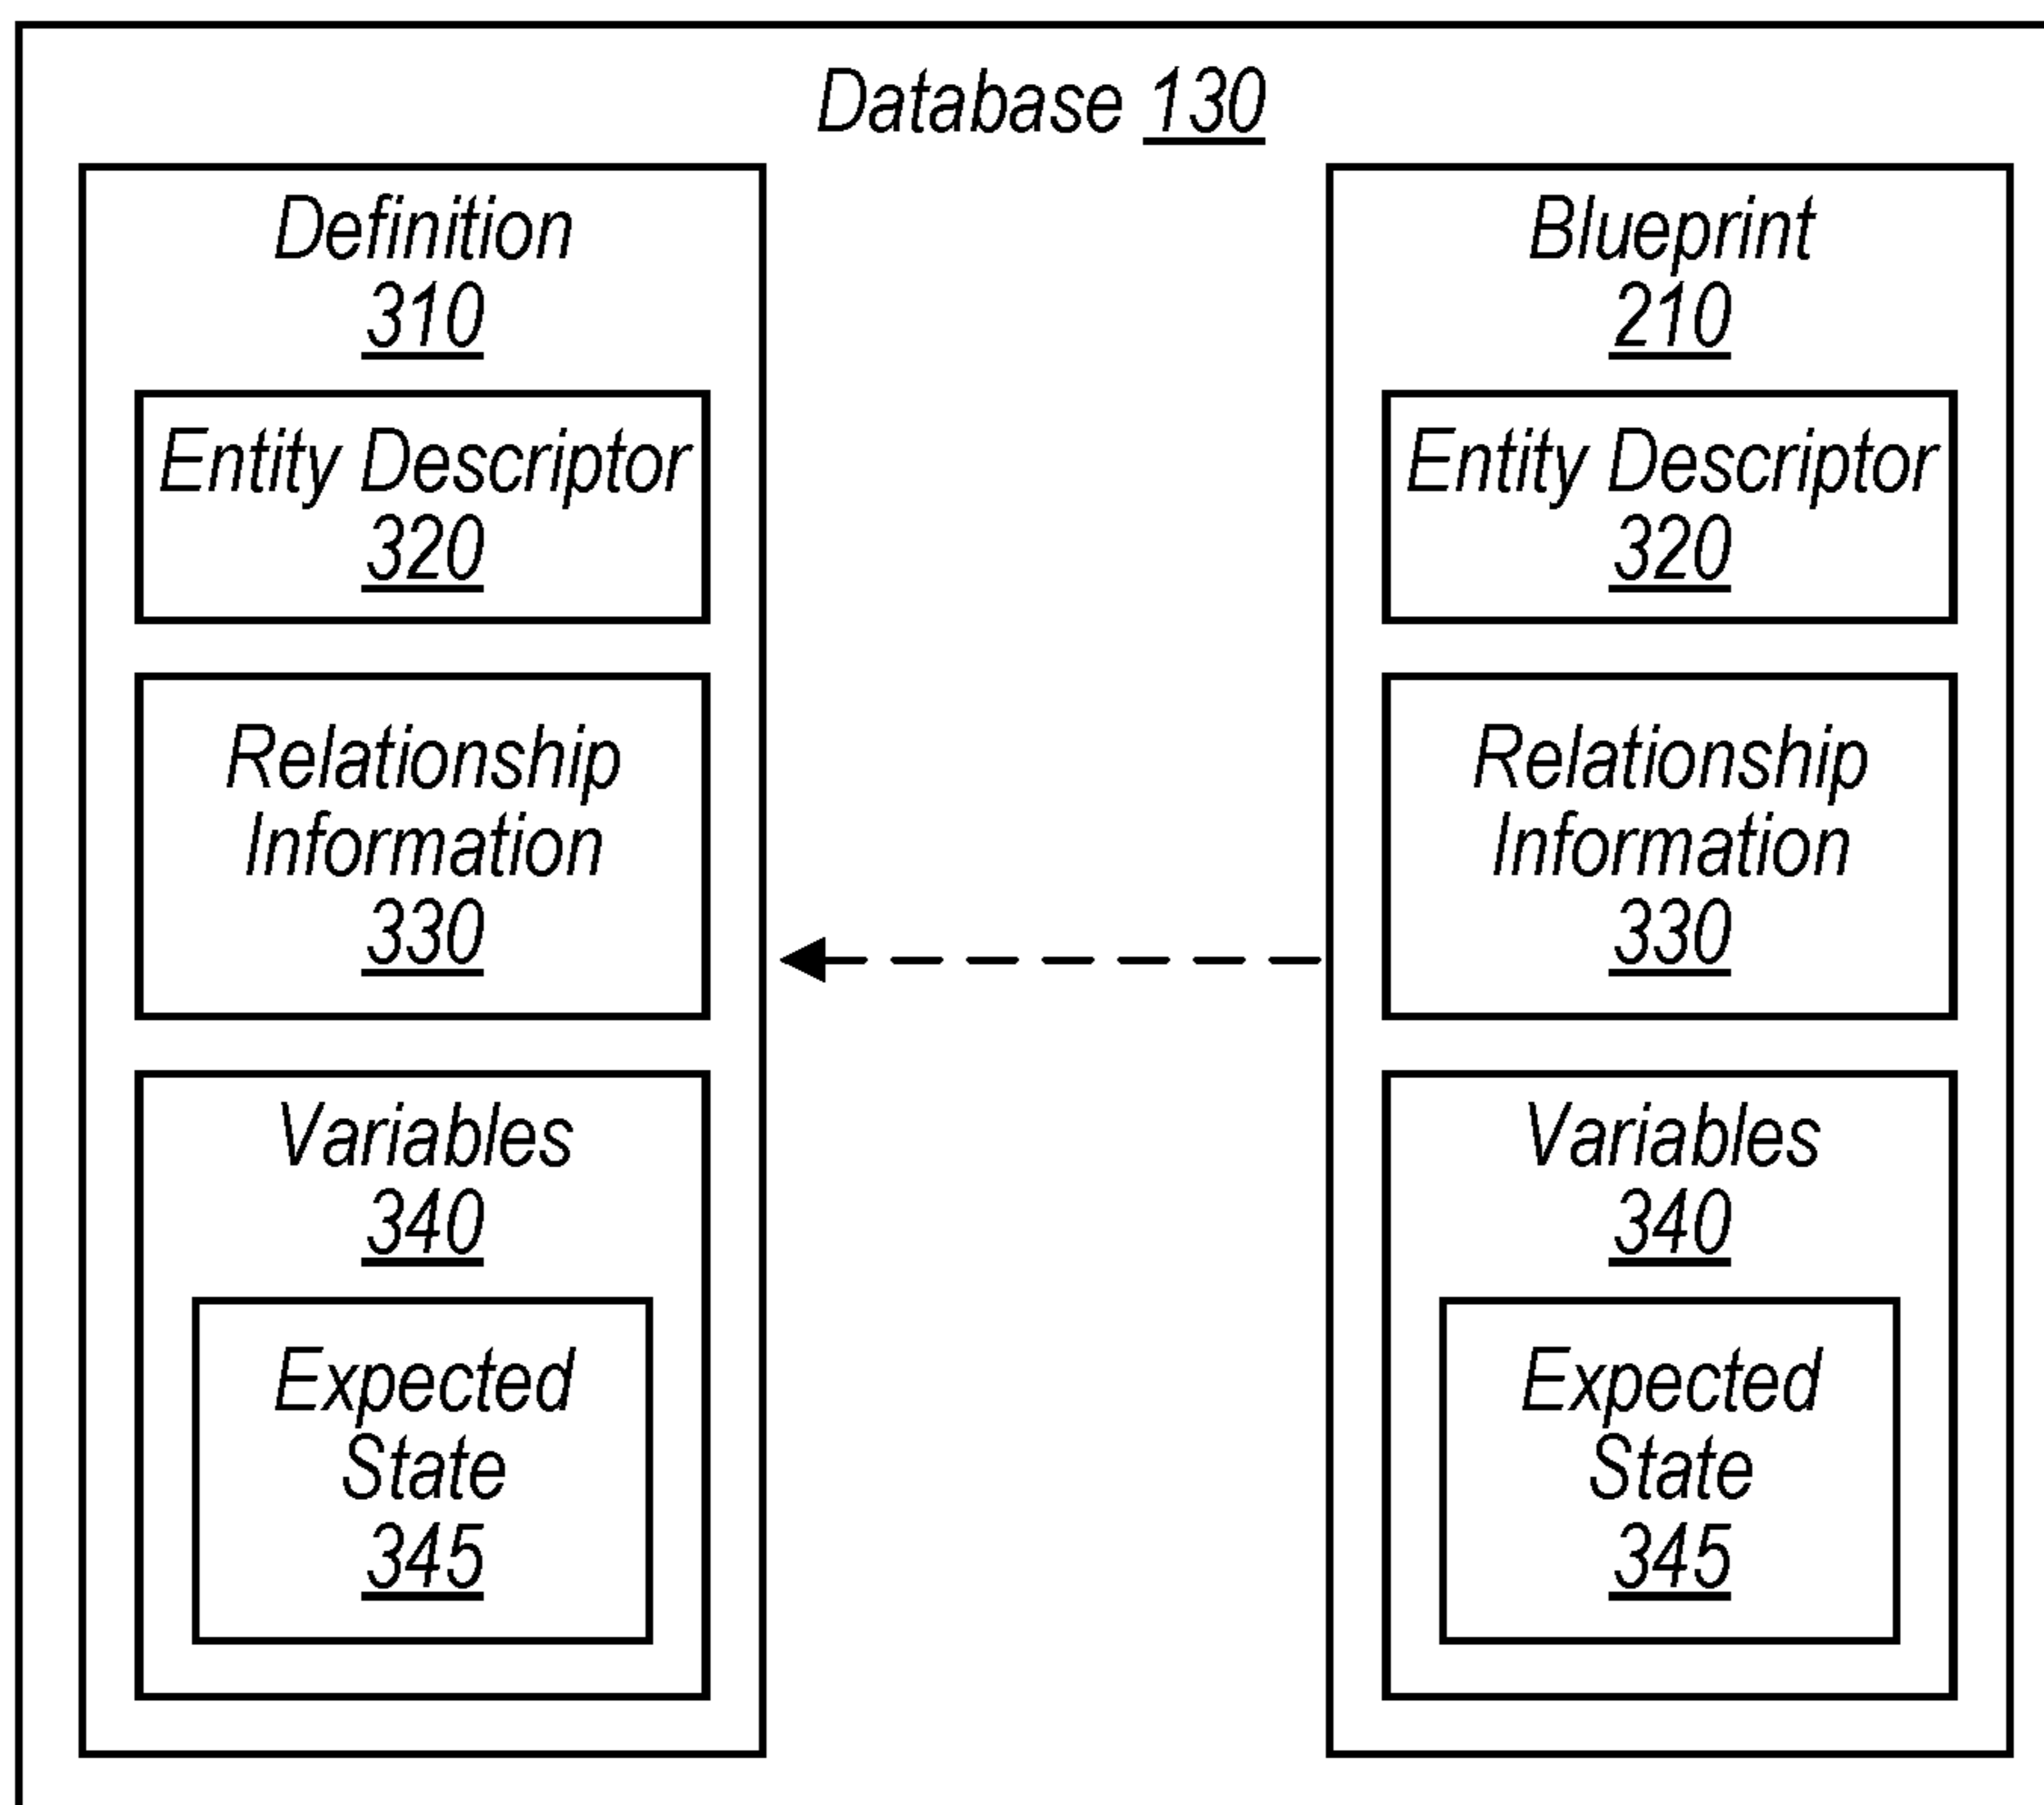 Database 130
Definition
310
Entity Descriptor
320
Relationship
Information
330
Variables
340
Expected
State
345
Blueprint
210
Entity Descriptor
320
Relationship
Information
330
Variables
340
Expected
State
345